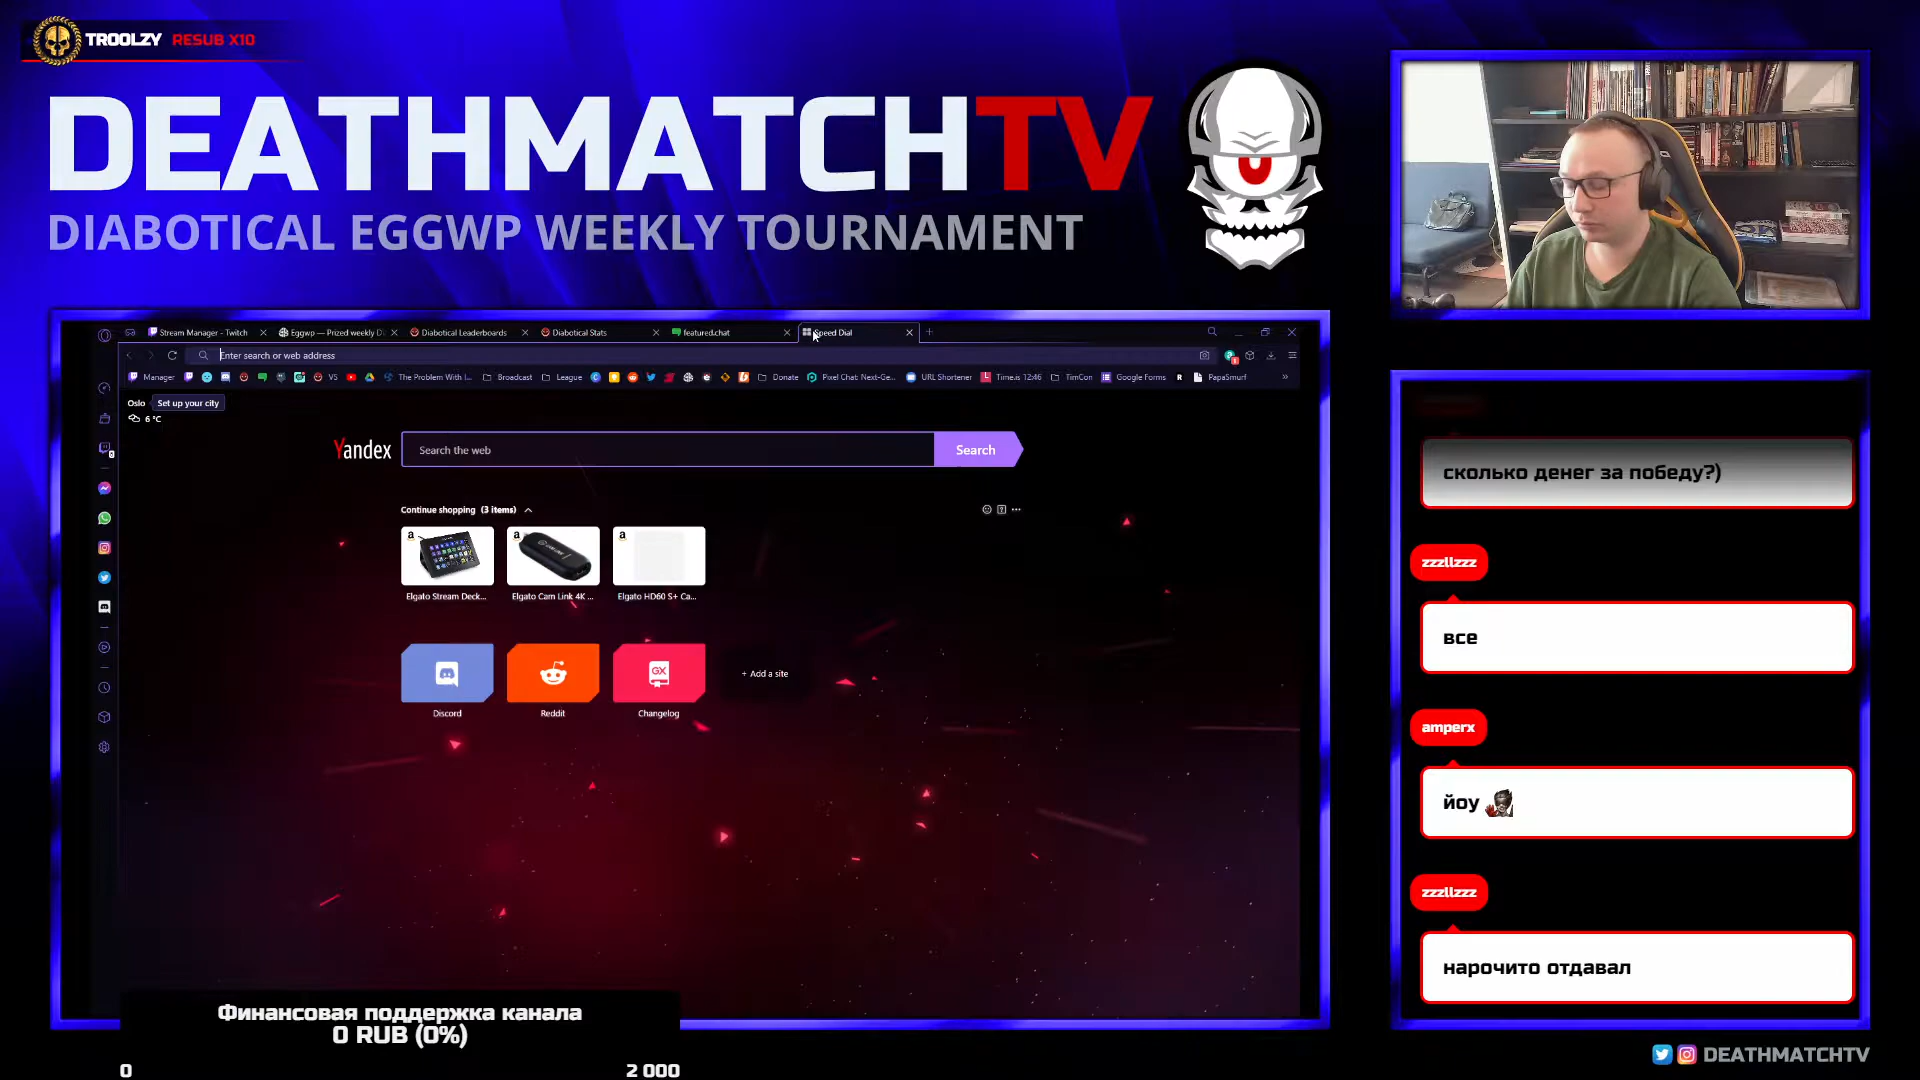 TROOLZY RESUB X10
DEATHMATCHTV
DIABOTICAL EGGWP WEEKLY TOURNAMENT
Stream Manager - Twitch
Eggwp — Prized weekly D
Diabotical Leaderboards
Diabotical Stats
featured.chat
Speed Dial
Enter search or web address
Manager
VS
The Problem With I...
Broadcast
League
Donate
Pixel Chat: Next-Ge...
URL Shortener
Time.is 12:46
TimCon
Google Forms
R
PapaSmurf
»
Oslo
Set up your city
6 °C
Yandex
Search the web
Search
Continue shopping (3 items)
Elgato Stream Deck...
Elgato Cam Link 4K ...
Elgato HD60 S+ Ca...
GX
+ Add a site
Discord
Reddit
Changelog
Финансовая поддержка канала
0 RUB (0%)
0
2 000
сколько денег за победу?)
zzzllzzz
все
amperx
йоу
zzzllzzz
нарочито отдавал
DEATHMATCHTV